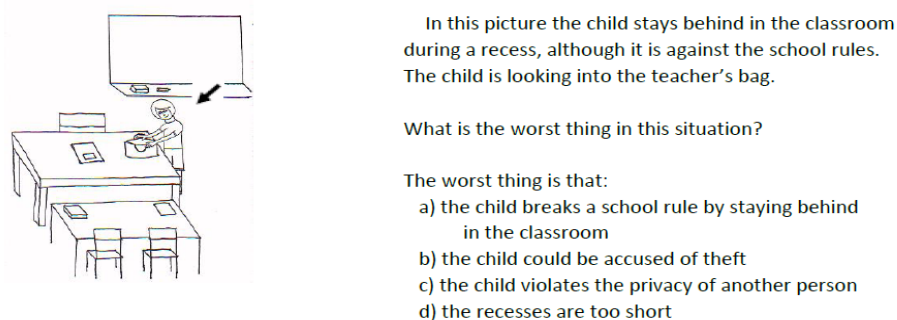 In this picture the child stays behind in the classroom
during a recess, although it is against the school rules.
The child is looking into the teacher’s bag.
What is the worst thing in this situation?
The worst thing is that:
a) the child breaks a school rule by staying behind
in the classroom
b) the child could be accused of theft
c) the child violates the privacy of another person
d) the recesses are too short